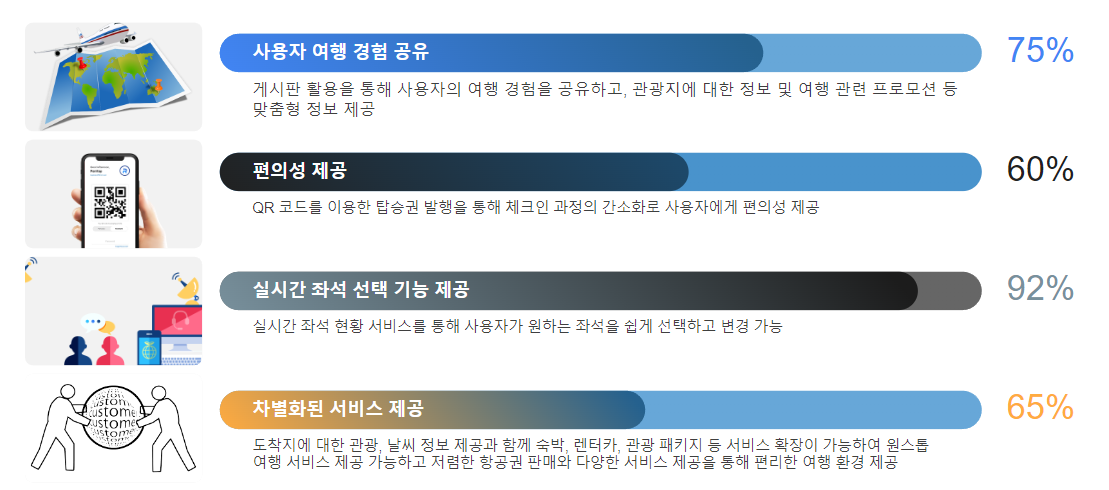 사용자 여행 경험 공유
75%
게시판 활용을 통해 사용자의 여행 경험을 공유하고, 관광지에 대한 정보 및 여행 관련 프로모션 등
맞춤형 정보 제공
편의성 제공
60%
QR 코드를 이용한 탑승권 발행을 통해 체크인 과정의 간소화로 사용자에게 편의성 제공
실시간 좌석 선택 기능 제공
92%
실시간 좌석 현황 서비스를 통해 사용자가 원하는 좌석을 쉽게 선택하고 변경 가능
ustom
custome
custome
custom
차별화된 서비스 제공
65%
도착지에 대한 관광, 날씨 정보 제공과 함께 숙박, 렌터카, 관광 패키지 등 서비스 확장이 가능하여 원스톱
여행 서비스 제공 가능하고 저렴한 항공권 판매와 다양한 서비스 제공을 통해 편리한 여행 환경 제공